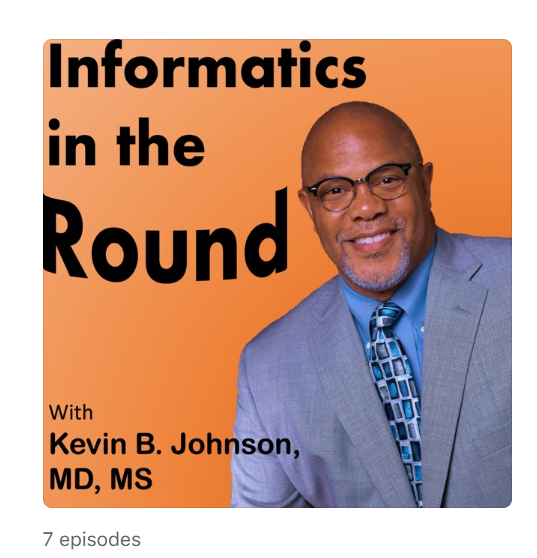 Informatics
in the
Round
With
Kevin B. Johnson,
MD, MS
7 episodes